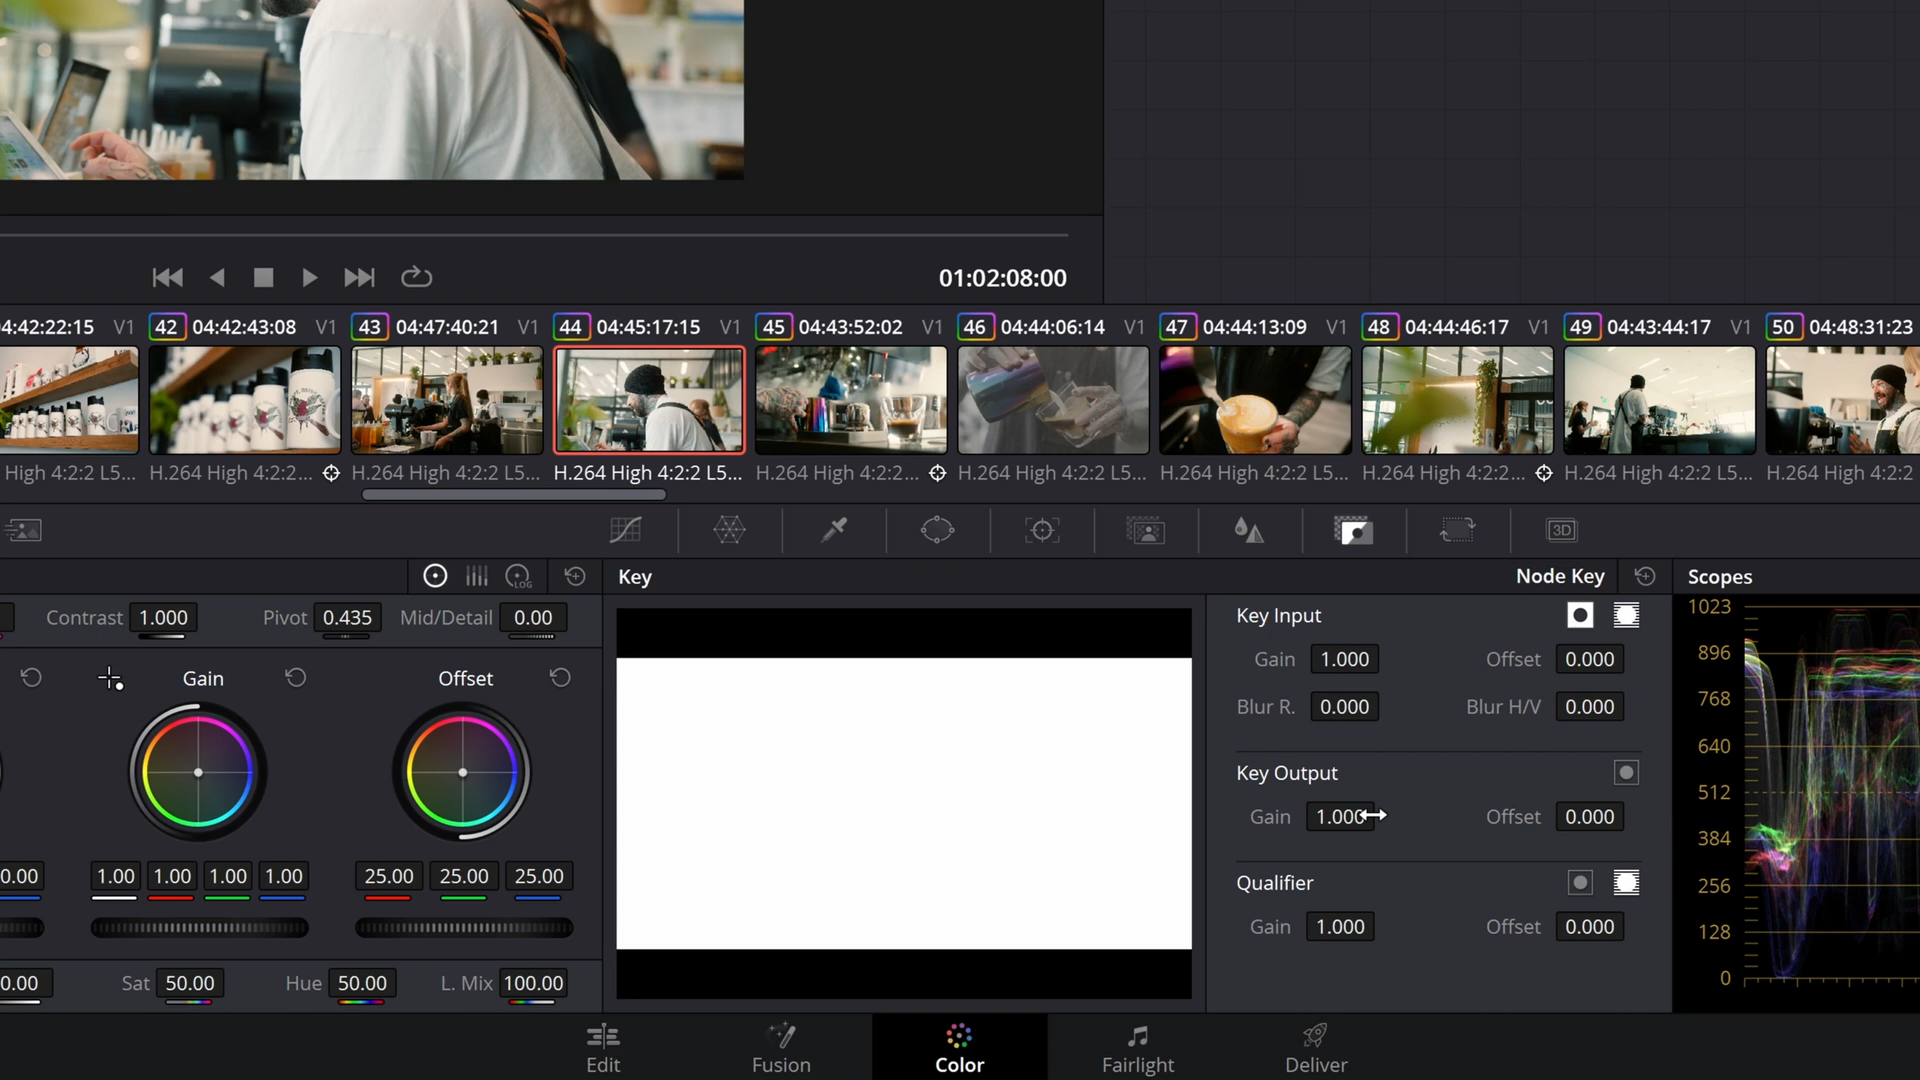 01:02:08:00
4:42:22:15 V1 42 04:42:43:08 V1 43 04:47:40:21 V1 44 04:45:17:15 V1 45 04:43:52:02 V1 46 04:44:06:14 V1 47 04:44:13:09 V1 48 04:44:46:17 V1 49 04:43:44:17 V1 50 04:48:31:23
High 4:2:2 L5... H.264 High 4:2:2... H.264 High 4:2:2 L5... H.264 High 4:2:2 L5... H.264 High 4:2:2... H.264 High 4:2:2 L5... H.264 High 4:2:2 L5... H.264 High 4:2:2... H.264 High 4:2:2 L5... H.264 High 4:2:2
3D
LOG
Key
Node Key
Scopes
Contrast 1.000 Pivot 0.435 Mid/Detail 0.00
Gain
Offset
0.00 1.00 1.00 1.00 1.00 25.00 25.00 25.00
0.00 Sat 50.00 Hue 50.00 L. Mix 100.00
Key Input
Gain 1.000 Offset 0.000
Blur R. 0.000 Blur H/V 0.000
Key Output
Gain 1.000 Offset 0.000
Qualifier
Gain 1.000 Offset 0.000
1023
896
768
640
512
384
256
128
0
Edit
Fusion
Color
Fairlight
Deliver